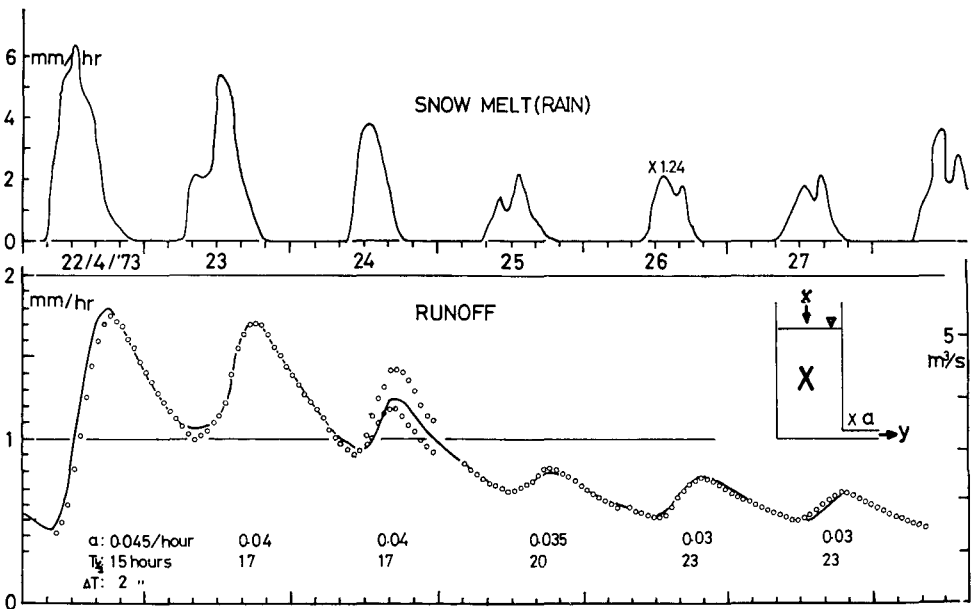 6 mm/hr
SNOW MELT(RAIN)
4
2
X 1.24
0
22/4/'73 23 24 25 26 27
2
mm/hr
RUNOFF
x
5
m³/s
X
1
x a
y
a: 0.045/hour 0.04 0.04 0.035 0.03 0.03
T½: 15 hours 17 17 20 23 23
ΔT: 2 "
0